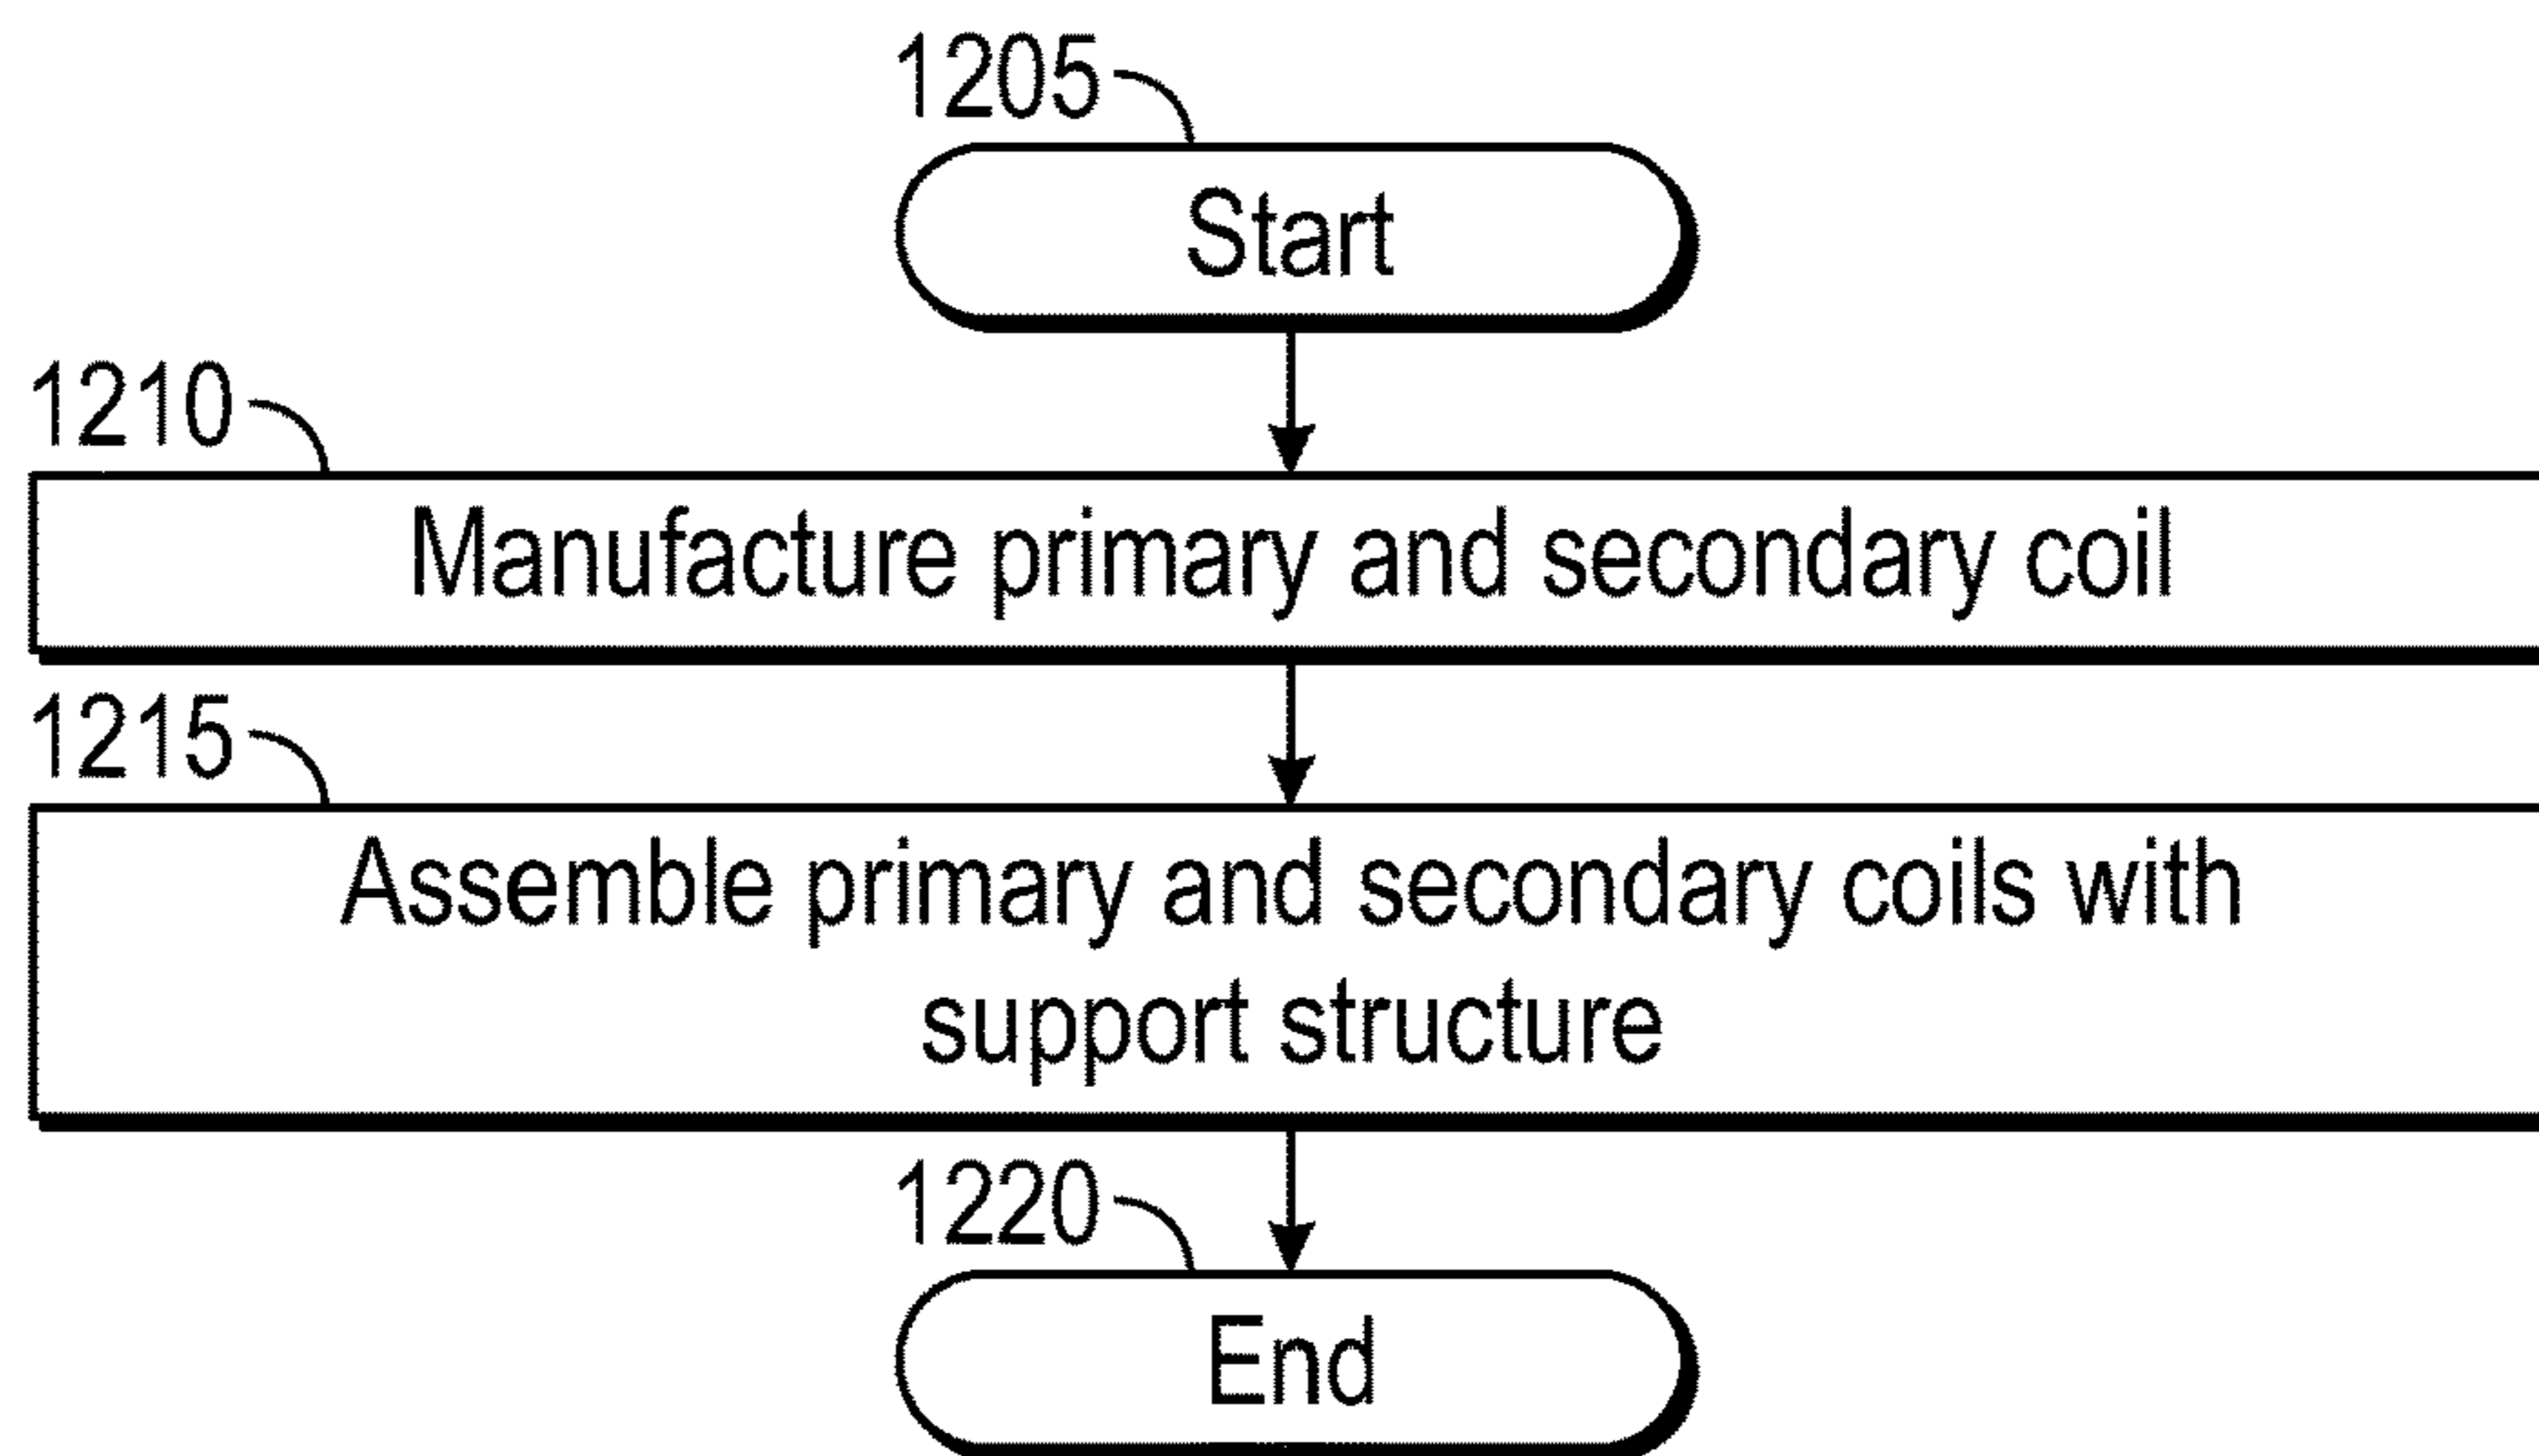 1205
Start
1210
Manufacture primary and secondary coil
1215
Assemble primary and secondary coils with
support structure
1220
End